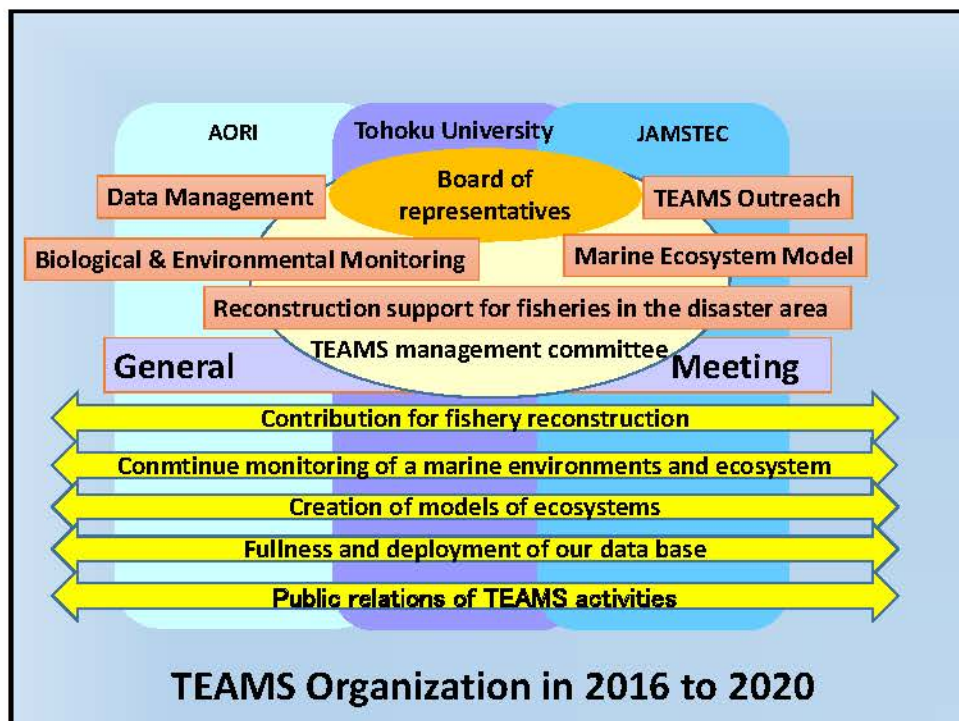 AORI
Tohoku University
JAMSTEC
Board of
representatives
Data Management
TEAMS Outreach
Biological & Environmental Monitoring
Marine Ecosystem Model
Reconstruction support for fisheries in the disaster area
TEAMS management committee
General
Meeting
Contribution for fishery reconstruction
Conmtinue monitoring of a marine environments and ecosystem
Creation of models of ecosystems
Fullness and deployment of our data base
Public relations of TEAMS activities
TEAMS Organization in 2016 to 2020